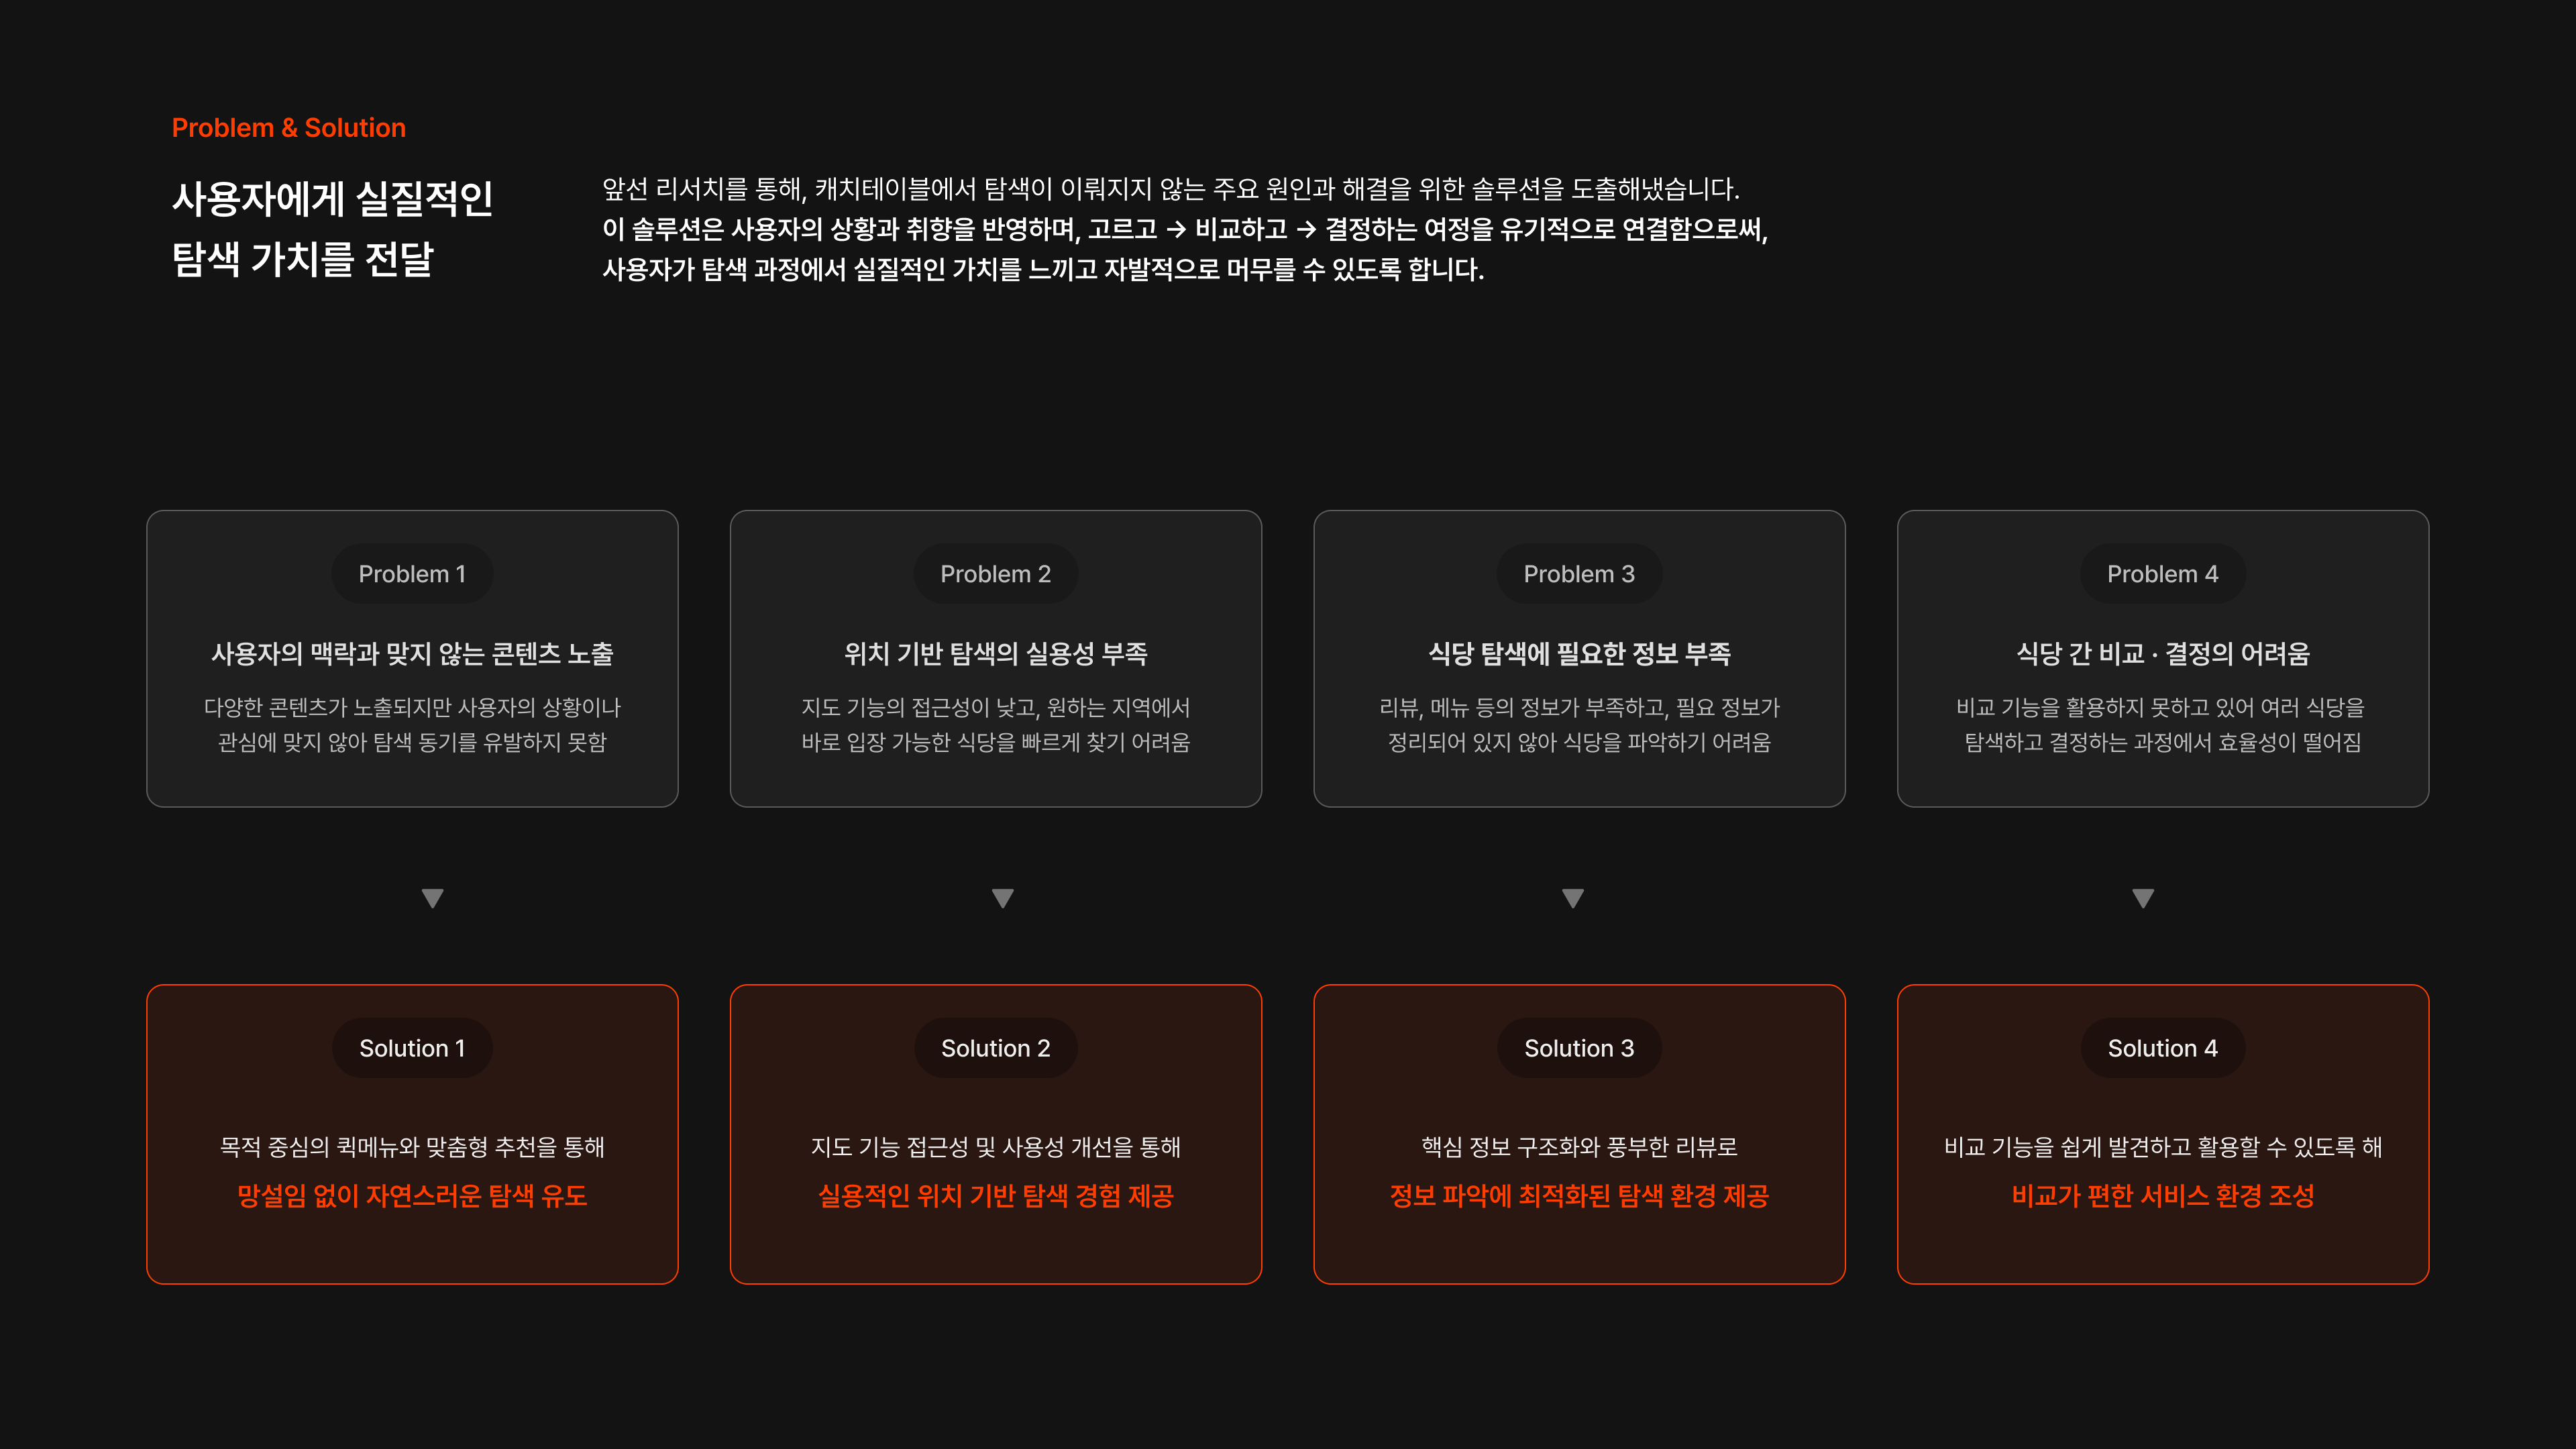 Problem & Solution
사용자에게 실질적인
탐색 가치를 전달
앞선 리서치를 통해, 캐치테이블에서 탐색이 이뤄지지 않는 주요 원인과 해결을 위한 솔루션을 도출해냈습니다.
이 솔루션은 사용자의 상황과 취향을 반영하며, 고르고 → 비교하고 → 결정하는 여정을 유기적으로 연결함으로써,
사용자가 탐색 과정에서 실질적인 가치를 느끼고 자발적으로 머무를 수 있도록 합니다.
Problem 1
사용자의 맥락과 맞지 않는 콘텐츠 노출
다양한 콘텐츠가 노출되지만 사용자의 상황이나
관심에 맞지 않아 탐색 동기를 유발하지 못함
Problem 2
위치 기반 탐색의 실용성 부족
지도 기능의 접근성이 낮고, 원하는 지역에서
바로 입장 가능한 식당을 빠르게 찾기 어려움
Problem 3
식당 탐색에 필요한 정보 부족
리뷰, 메뉴 등의 정보가 부족하고, 필요 정보가
정리되어 있지 않아 식당을 파악하기 어려움
Problem 4
식당 간 비교 · 결정의 어려움
비교 기능을 활용하지 못하고 있어 여러 식당을
탐색하고 결정하는 과정에서 효율성이 떨어짐
Solution 1
목적 중심의 퀵메뉴와 맞춤형 추천을 통해
망설임 없이 자연스러운 탐색 유도
Solution 2
지도 기능 접근성 및 사용성 개선을 통해
실용적인 위치 기반 탐색 경험 제공
Solution 3
핵심 정보 구조화와 풍부한 리뷰로
정보 파악에 최적화된 탐색 환경 제공
Solution 4
비교 기능을 쉽게 발견하고 활용할 수 있도록 해
비교가 편한 서비스 환경 조성